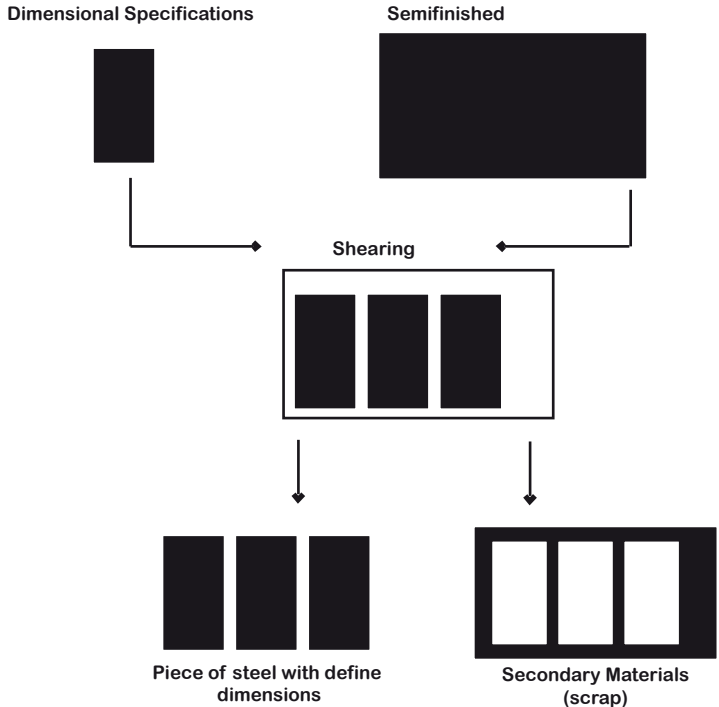 Dimensional Specifications
Semifinished
Shearing
Piece of steel with define
dimensions
Secondary Materials
(scrap)